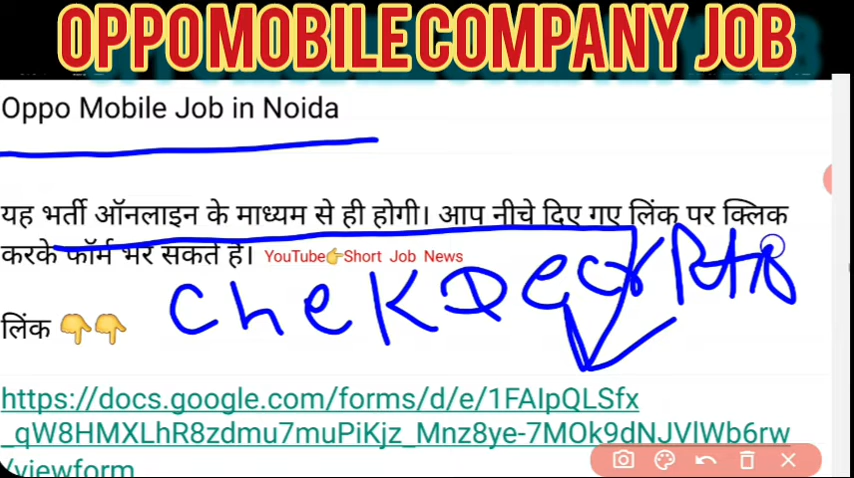 OPPO MOBILE COMPANY JOB
Oppo Mobile Job in Noida
यह भर्ती ऑनलाइन के माध्यम से ही होगी। आप नीचे दिए गए लिंक पर क्लिक
करके फॉर्म भर सकते हैं। YouTube👉Short Job News
chek
लिंक 👇👇
https://docs.google.com/forms/d/e/1FAIpQLSfx
_qW8HMXLhR8zdmu7muPiKjz_Mnz8ye-7MOk9dNJVlWb6rw
/viewform